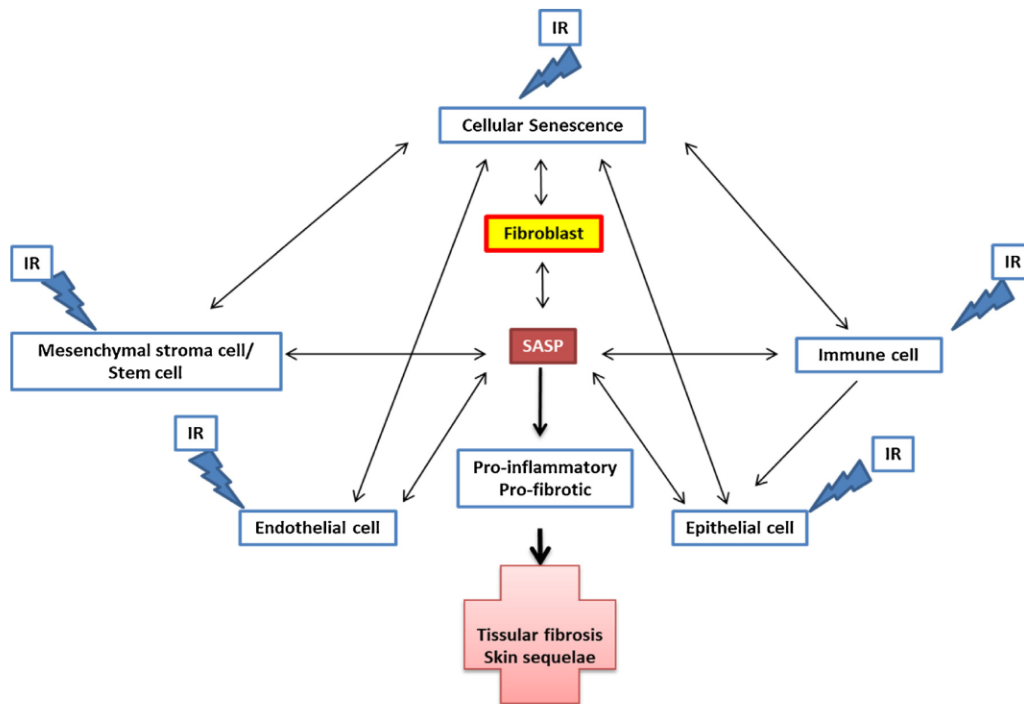 IR
Cellular Senescence
Fibroblast
IR
IR
Mesenchymal stroma cell/
Stem cell
SASP
Immune cell
IR
Pro-inflammatory
Pro-fibrotic
IR
Endothelial cell
Epithelial cell
Tissular fibrosis
Skin sequelae